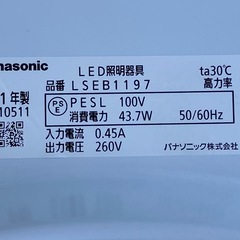 nasonic LED照明器具 ta30℃
品番 LSEB1197 高力率
1年製
10511
PS E PESL 100V
消費電力 43.7W 50/60Hz
入力電流 0.45A
出力電圧 260V パナソニック株式会社